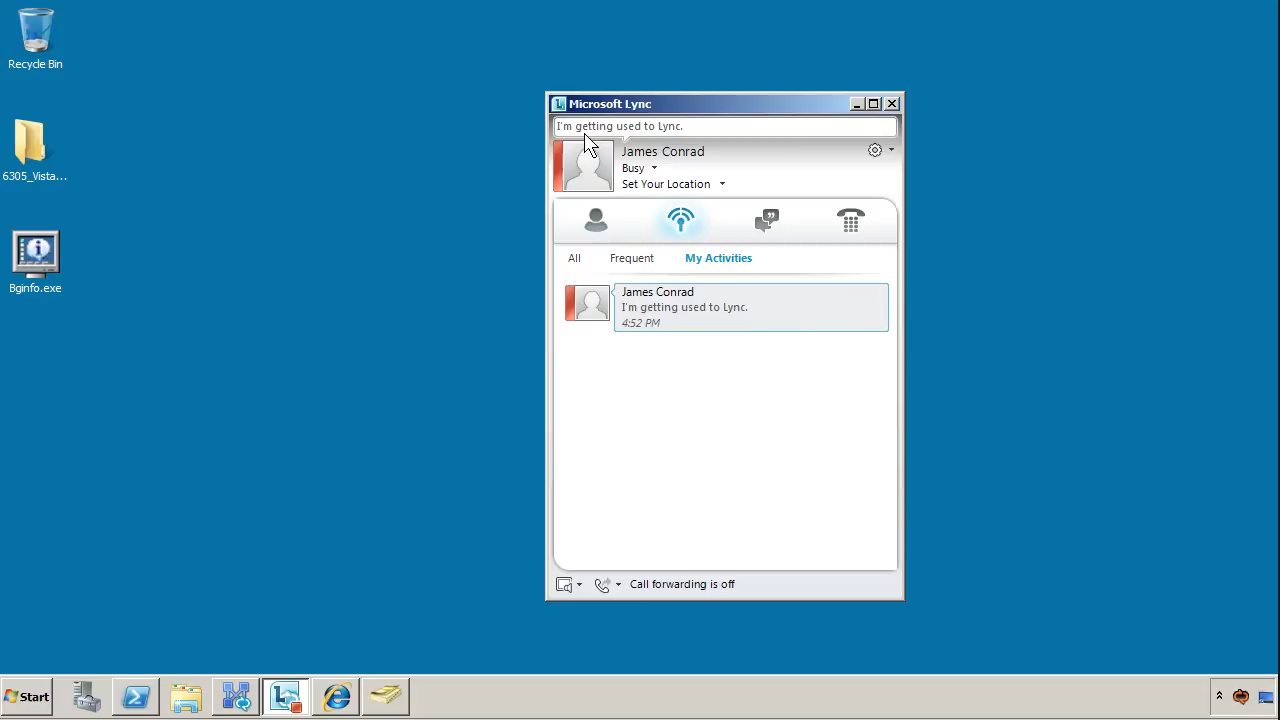 Recycle Bin
6305_Vista...
Bginfo.exe
Microsoft Lync
I'm getting used to Lync.
James Conrad
Busy
Set Your Location
All Frequent My Activities
James Conrad
I'm getting used to Lync.
4:52 PM
Call forwarding is off
Start